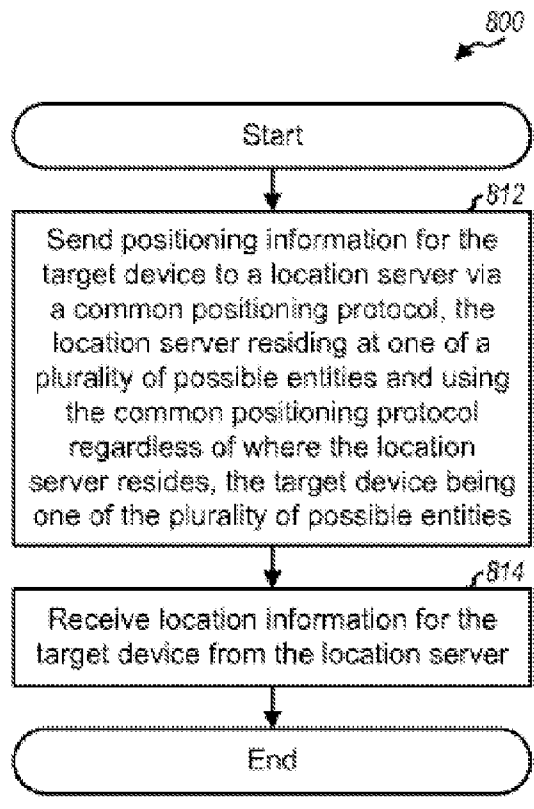 800
Start
812
Send positioning information for the
target device to a location server via
a common positioning protocol, the
location server residing at one of a
plurality of possible entities and using
the common positioning protocol
regardless of where the location
server resides, the target device being
one of the plurality of possible entities
814
Receive location information for the
target device from the location server
End